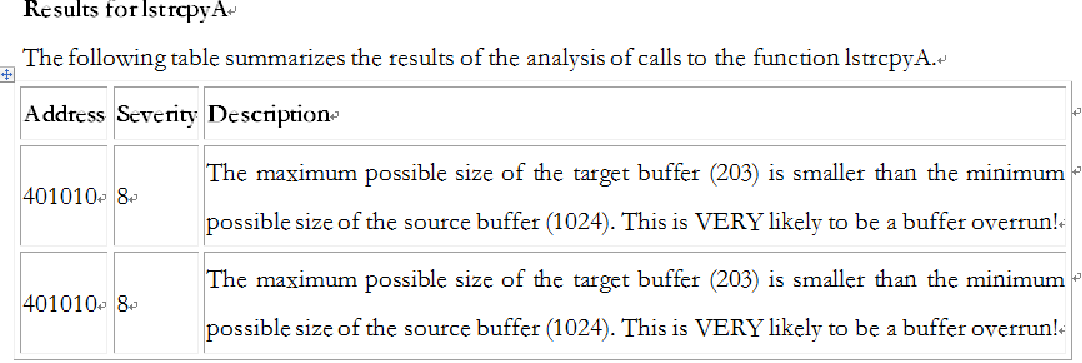 Results for lstrcpyA
The following table summarizes the results of the analysis of calls to the function lstrcpyA.
Address Severity Description
401010 8 The maximum possible size of the target buffer (203) is smaller than the minimum
possible size of the source buffer (1024). This is VERY likely to be a buffer overrun!
401010 8 The maximum possible size of the target buffer (203) is smaller than the minimum
possible size of the source buffer (1024). This is VERY likely to be a buffer overrun!